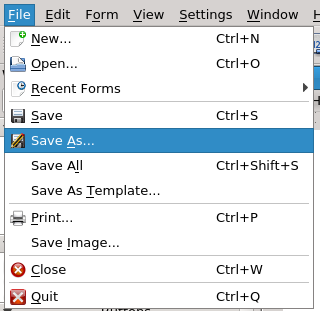 File Edit Form View Settings Window
New... Ctrl+N
Open... Ctrl+O
Recent Forms
Save Ctrl+S
Save As...
Save All Ctrl+Shift+S
Save As Template...
Print... Ctrl+P
Save Image...
Close Ctrl+W
Quit Ctrl+Q